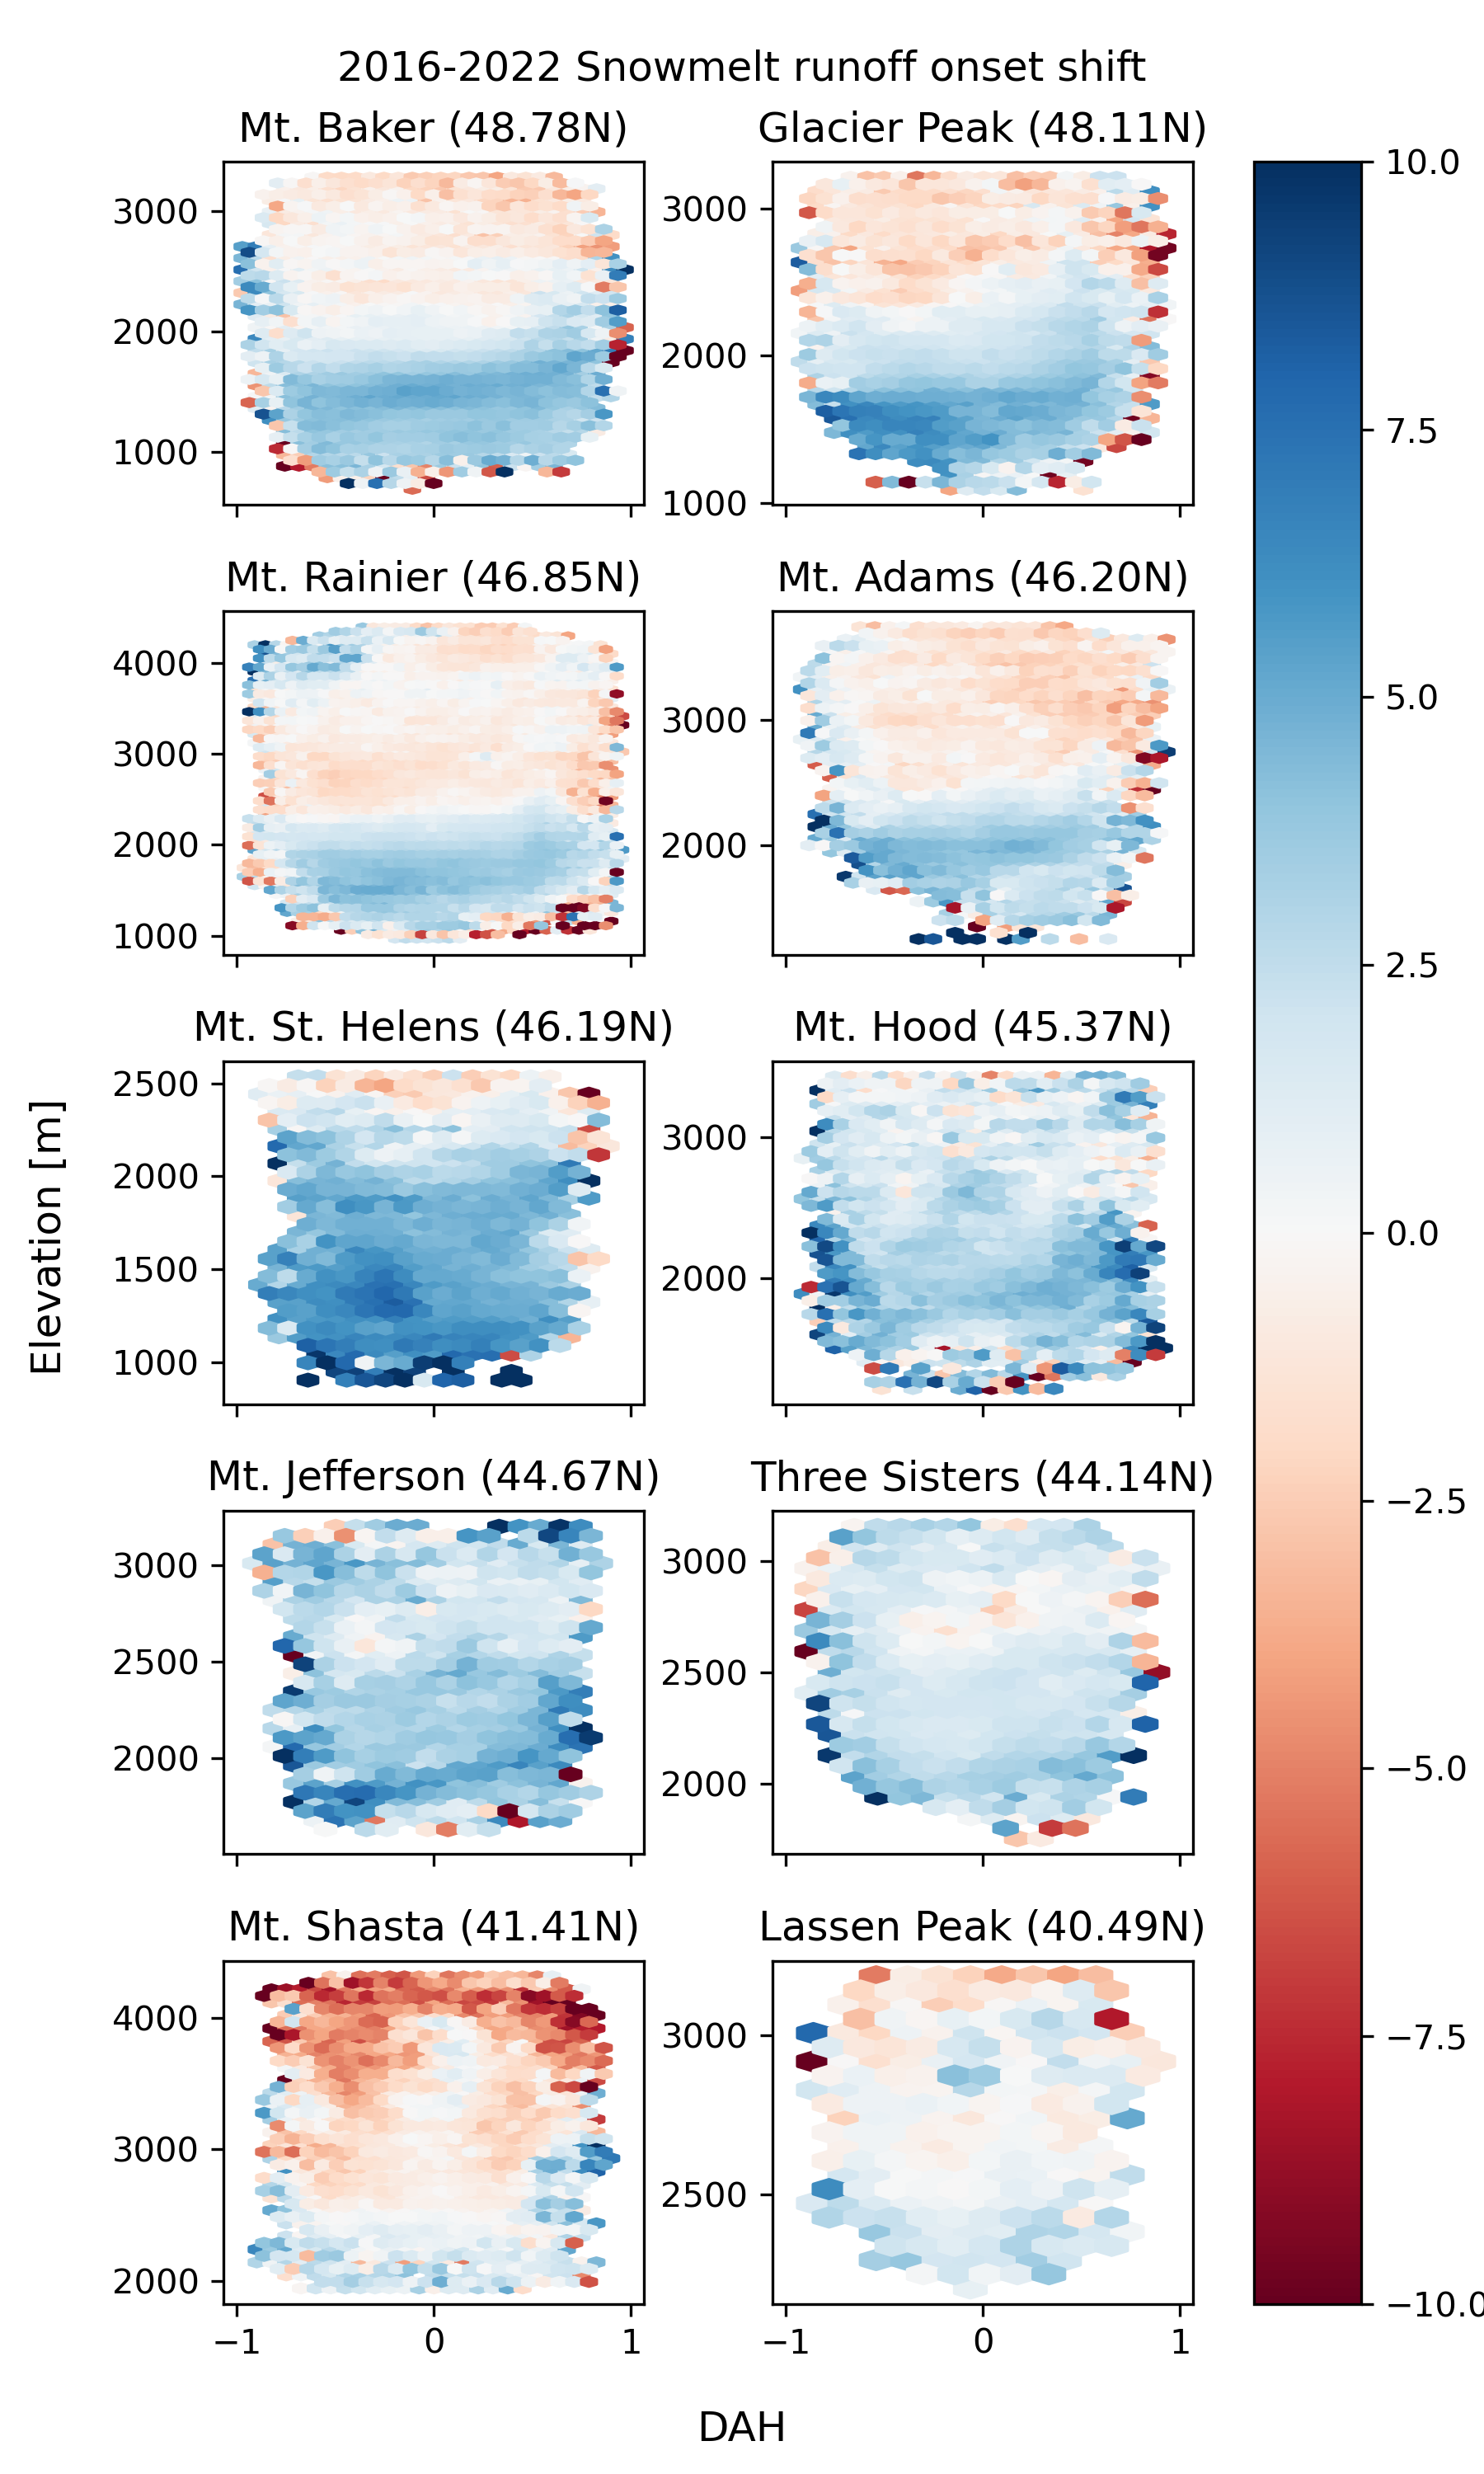 2016-2022 Snowmelt runoff onset shift
Mt. Baker (48.78N)
3000
2000
1000
Glacier Peak (48.11N)
3000
2000
1000
Mt. Rainier (46.85N)
4000
3000
2000
1000
Mt. Adams (46.20N)
3000
2000
Mt. St. Helens (46.19N)
2500
2000
1500
1000
Mt. Hood (45.37N)
3000
2000
Mt. Jefferson (44.67N)
3000
2500
2000
Three Sisters (44.14N)
3000
2500
2000
Mt. Shasta (41.41N)
4000
3000
2000
−1 0 1
Lassen Peak (40.49N)
3000
2500
−1 0 1
Elevation [m]
DAH
10.0
7.5
5.0
2.5
0.0
−2.5
−5.0
−7.5
−10.0